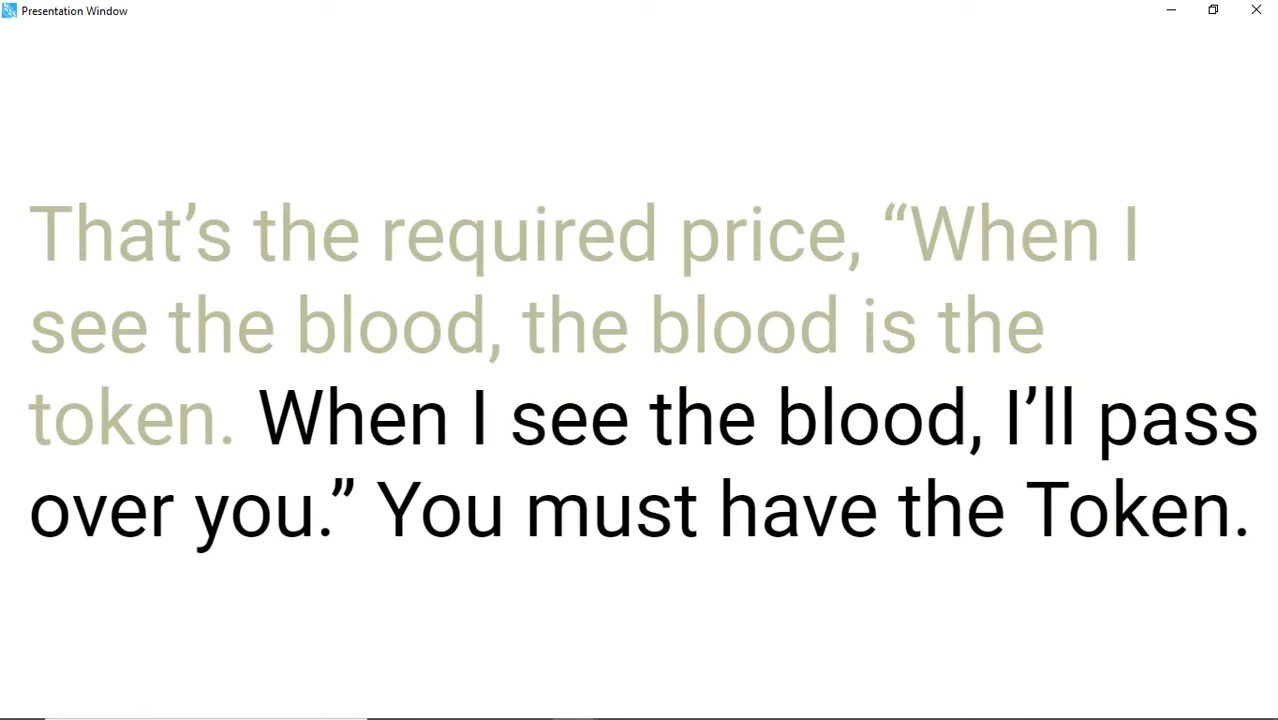 Presentation Window
That’s the required price, “When I
see the blood, the blood is the
token. When I see the blood, I’ll pass
over you.” You must have the Token.